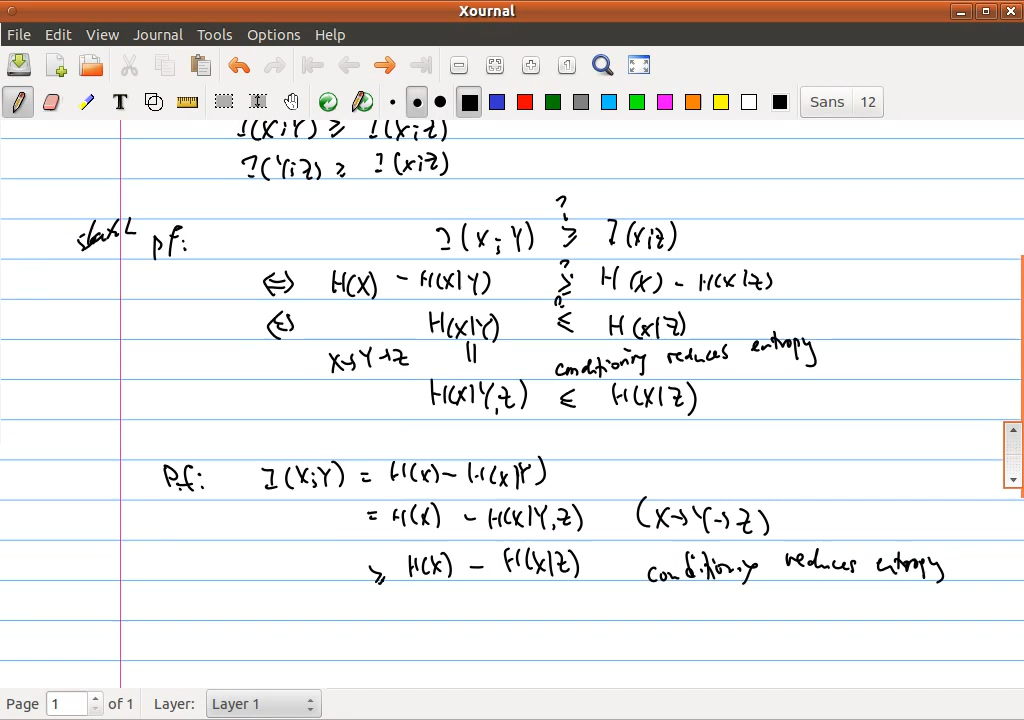 Xournal
File Edit View Journal Tools Options Help
Sans 12
I(X;Y) ≥ I(X;Z)
I(Y;Z) ≥ I(X;Z)
?
pf: I(X;Y) ≥ I(X;Z)
?
⇔ H(X) - H(X|Y) ≥ H(X) - H(X|Z)
?
⇔ H(X|Y) ≤ H(X|Z)
X→Y→Z || conditioning reduces entropy
H(X|Y,Z) ≤ H(X|Z)
Pf: I(X;Y) = H(X) - H(X|Y)
= H(X) - H(X|Y,Z) (X→Y→Z)
≥ H(X) - H(X|Z) conditioning reduces entropy
Page 1 of 1 Layer: Layer 1